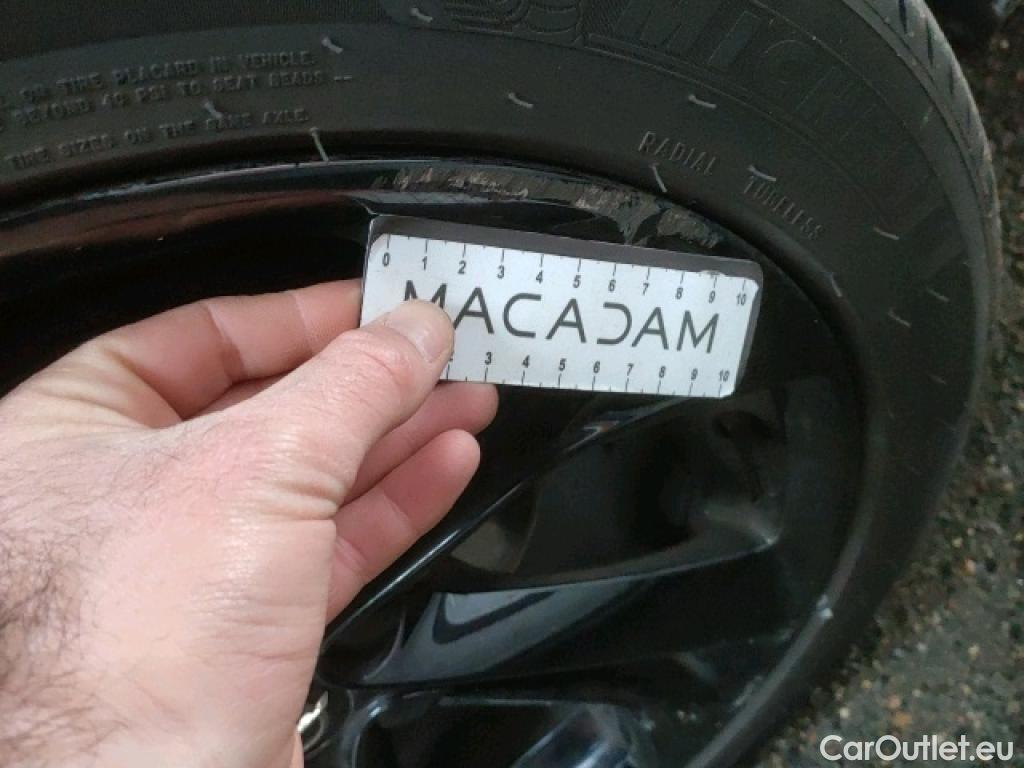 ON TIRE PLACARD IN VEHICLE.
BEYOND 40 PSI TO SEAT BEADS --
TIRE SIZES ON THE SAME AXLE.
MICH
RADIAL TUBELESS
0 1 2 3 4 5 6 7 8 9 10
MACADAM
2 3 4 5 6 7 8 9 10
CarOutlet.eu